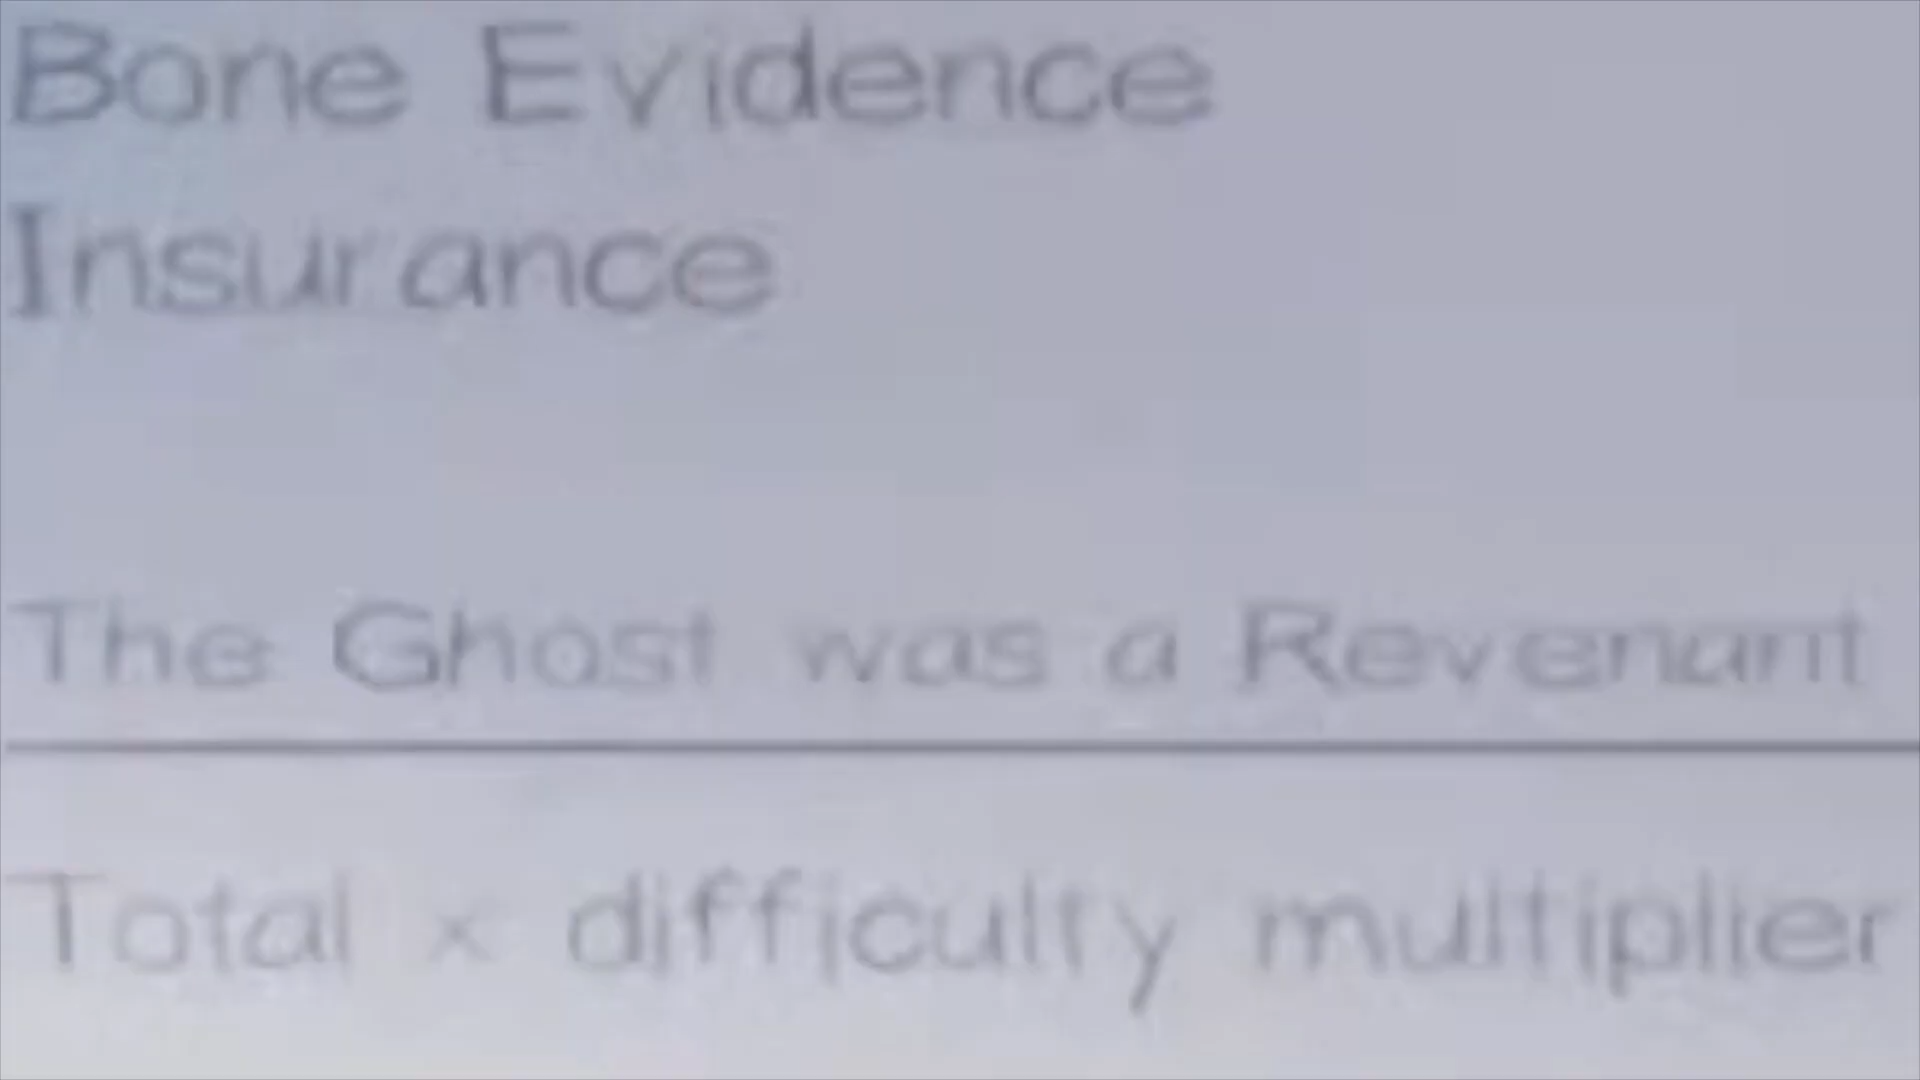 Bone Evidence
Insurance
The Ghost was a Revenant
Total x difficulty multiplier